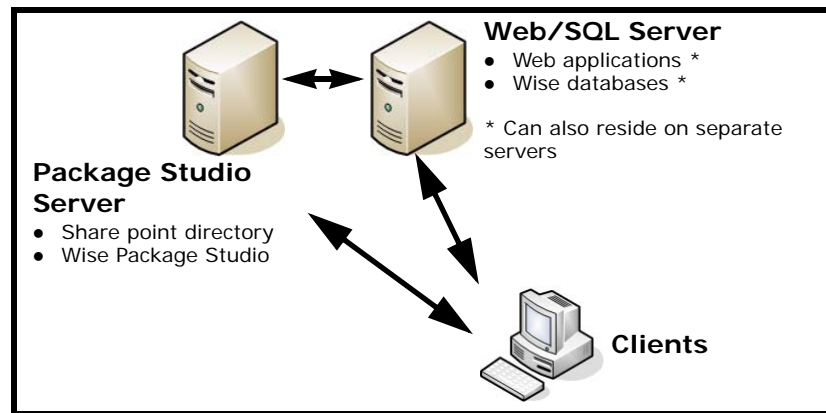 Web/SQL Server
● Web applications *
● Wise databases *
* Can also reside on separate
servers
Package Studio
Server
● Share point directory
● Wise Package Studio
Clients